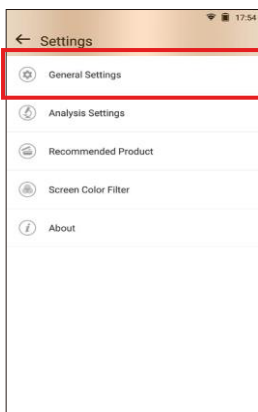 17:54
Settings
General Settings
Analysis Settings
Recommended Product
Screen Color Filter
About